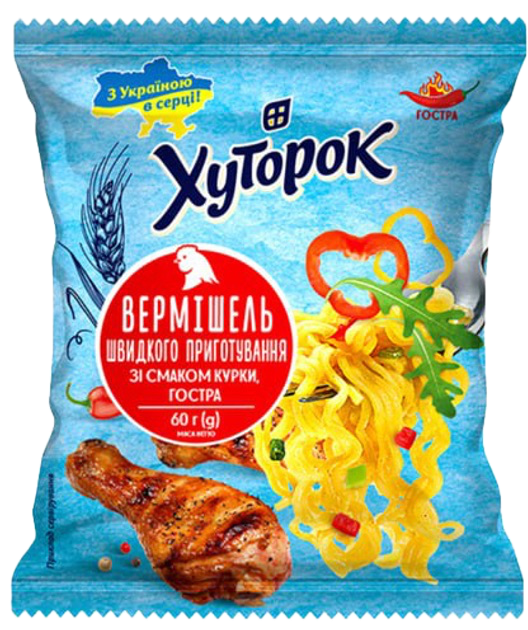 З Україною
в серці!
ГОСТРА
Хуторок
ВЕРМІШЕЛЬ
ШВИДКОГО ПРИГОТУВАННЯ
ЗІ СМАКОМ КУРКИ,
ГОСТРА
60 г (g)
МАСА НЕТТО
Приклад сервірування